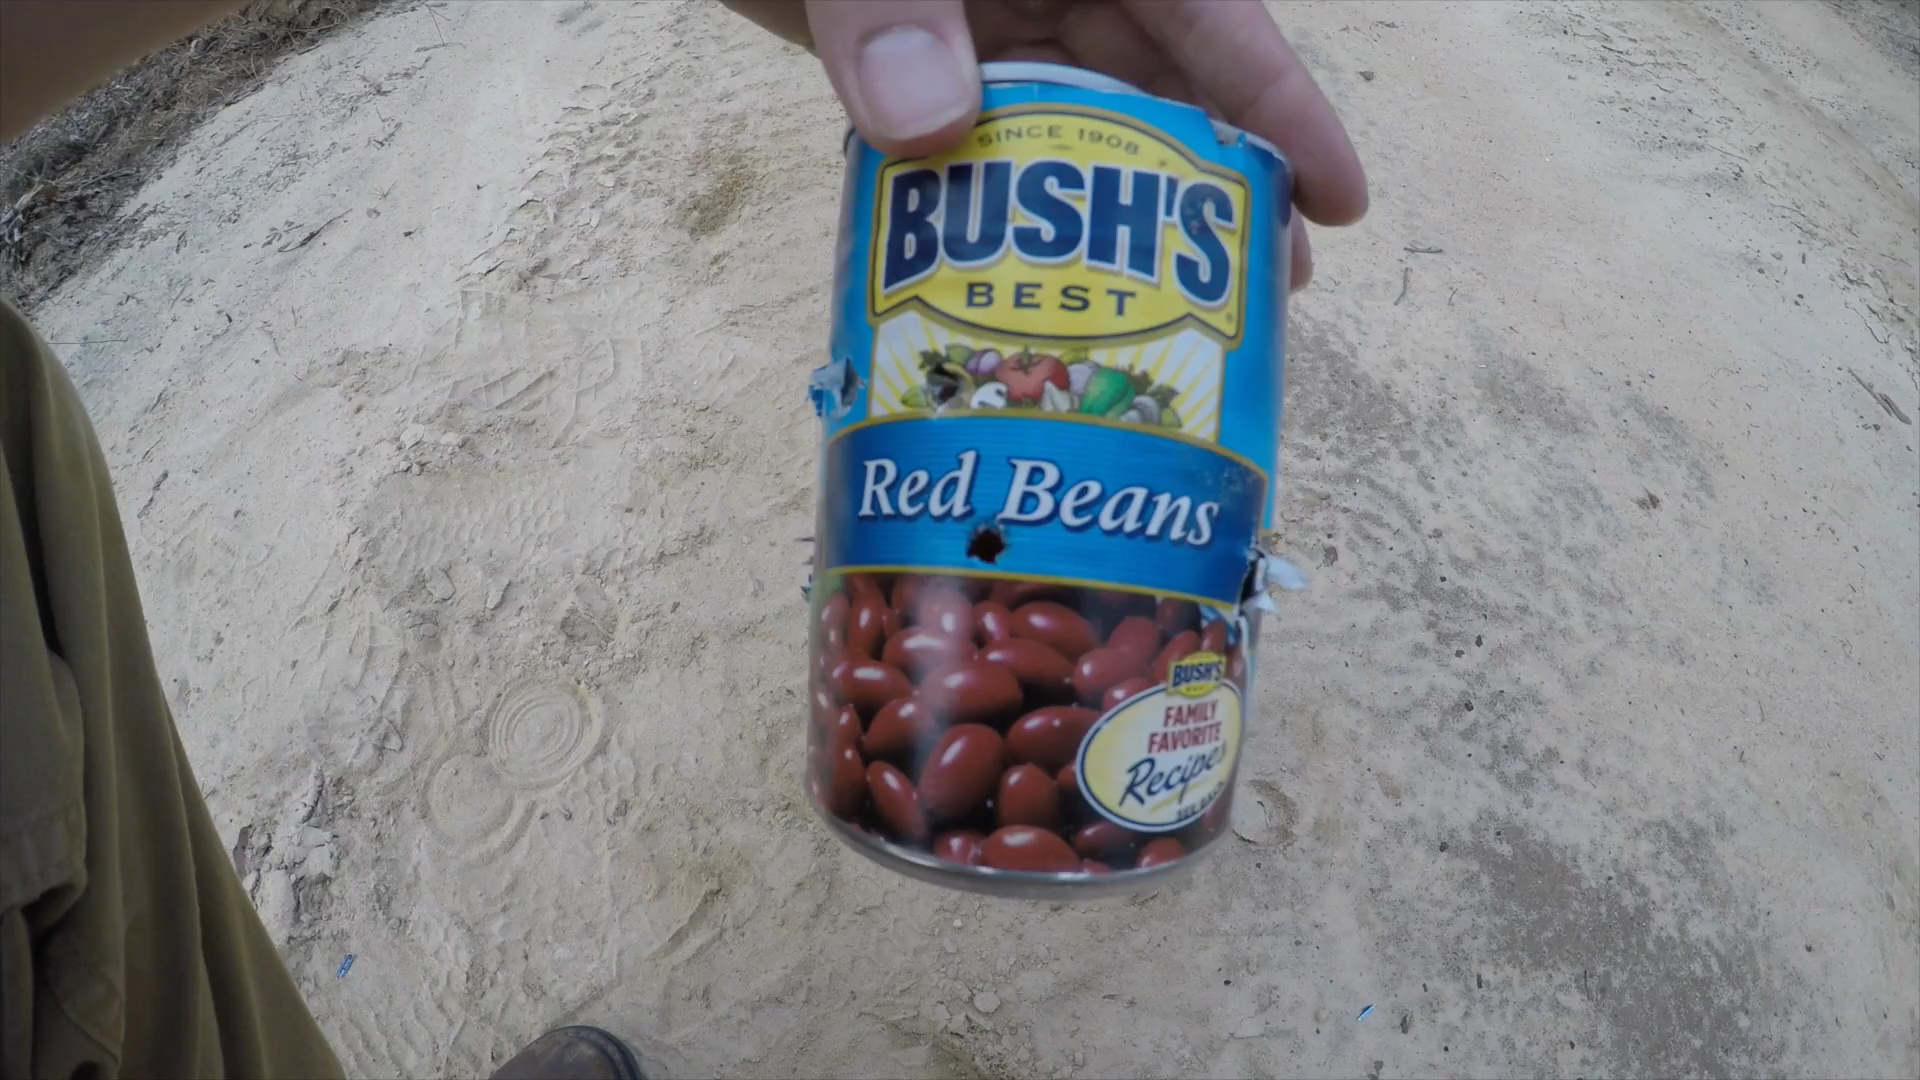 SINCE 1908
BUSH'S
BEST
Red Beans
BUSH'S
FAMILY
FAVORITE
Recipes